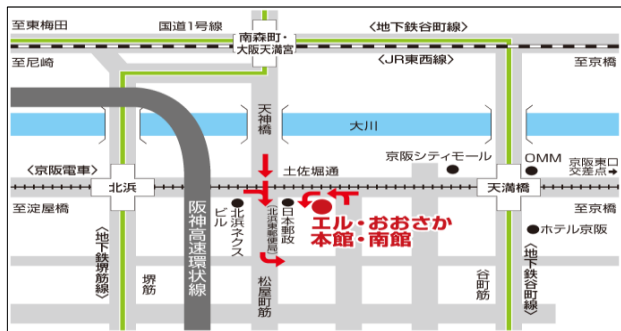 至東梅田
国道1号線
南森町・
大阪天満宮
〈地下鉄谷町線〉
〈JR東西線〉
至尼崎
至京橋
天神橋
大川
京阪シティモール
OMM
京阪東口
交差点➡
〈京阪電車〉
土佐堀通
北浜
天満橋
至淀屋橋
至京橋
阪神高速環状線
北浜ネクス
ビル
(北浜東郵便局)
日本郵政
エル・おおさか
本館・南館
ホテル京阪
〈地下鉄堺筋線〉
堺筋
松屋町筋
谷町筋
〈地下鉄谷町線〉